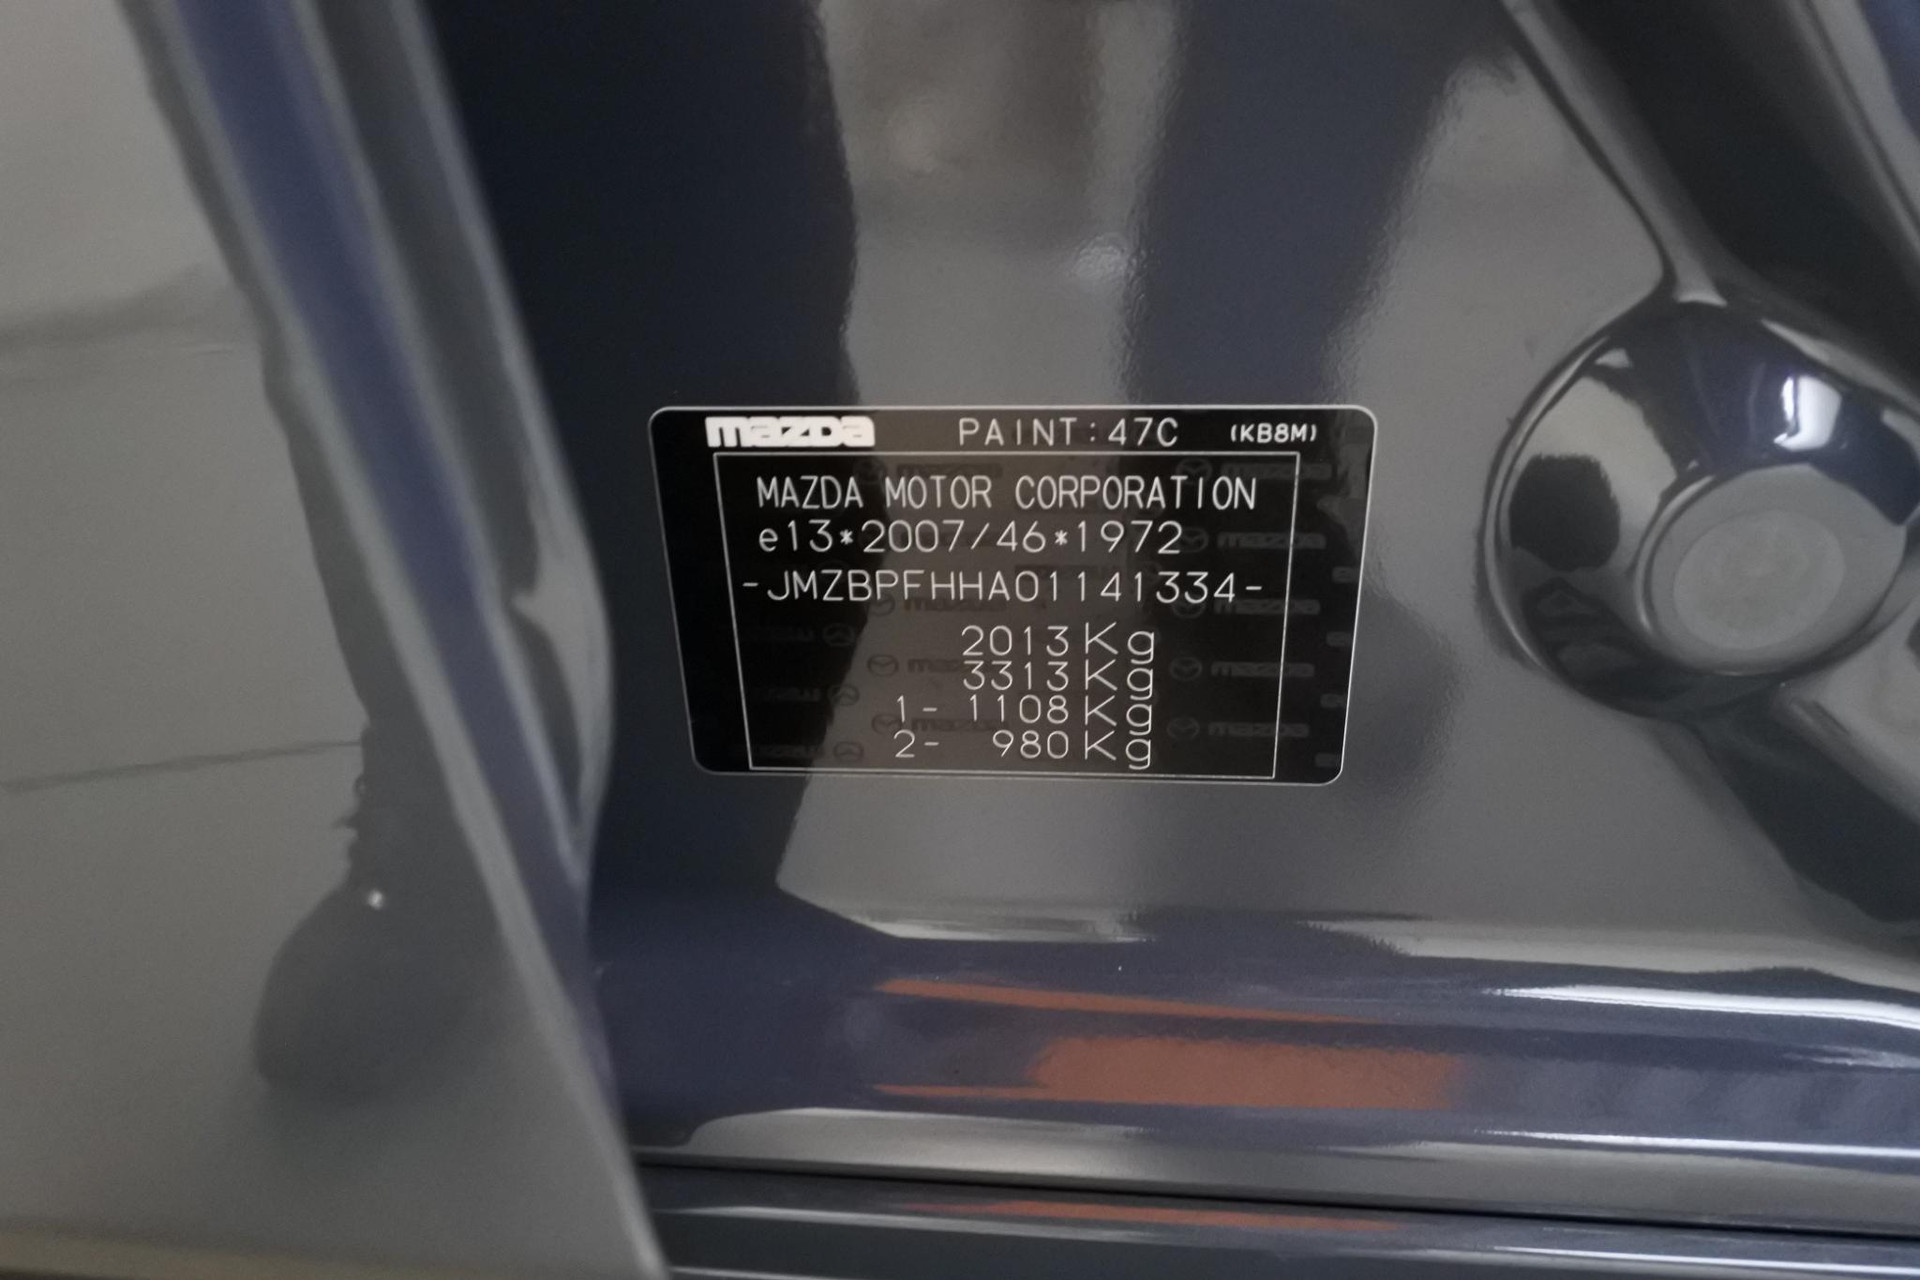 mazda PAINT:47C (KB8M)
MAZDA MOTOR CORPORATION
e13*2007/46*1972
-JMZBPFHHA01141334-
2013Kg
3313Kg
1- 1108Kg
2- 980Kg